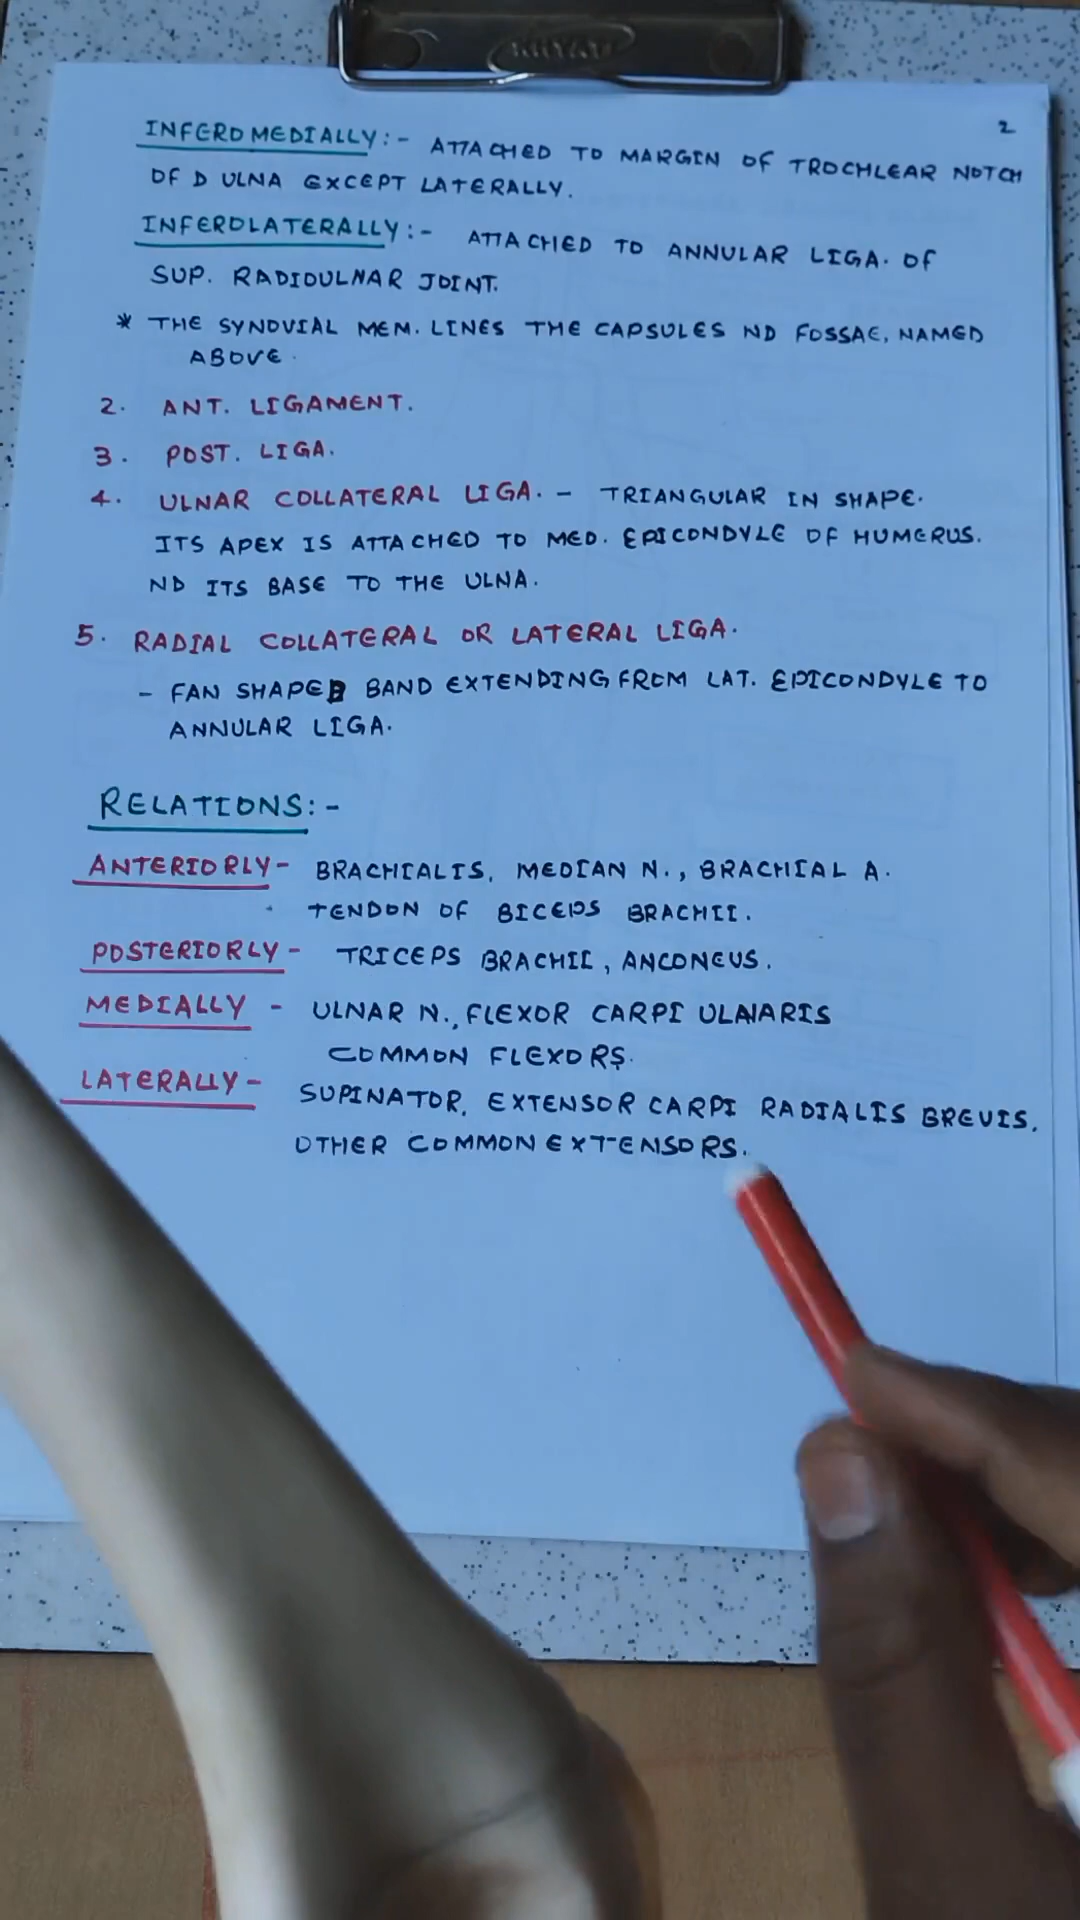 2
INFEROMEDIALLY:- ATTACHED TO MARGIN OF TROCHLEAR NOTCH
OF D ULNA EXCEPT LATERALLY.
INFEROLATERALLY:- ATTACHED TO ANNULAR LIGA. OF
SUP. RADIOULNAR JOINT.
* THE SYNOVIAL MEM. LINES THE CAPSULES ND FOSSAE, NAMED
ABOVE.
2. ANT. LIGAMENT.
3. POST. LIGA.
4. ULNAR COLLATERAL LIGA. - TRIANGULAR IN SHAPE.
ITS APEX IS ATTACHED TO MED. EPICONDYLE OF HUMERUS.
ND ITS BASE TO THE ULNA.
5. RADIAL COLLATERAL OR LATERAL LIGA.
- FAN SHAPED BAND EXTENDING FROM LAT. EPICONDYLE TO
ANNULAR LIGA.
RELATIONS:-
ANTERIORLY- BRACHIALIS, MEDIAN N., BRACHIAL A.
TENDON OF BICEPS BRACHII.
POSTERIORLY- TRICEPS BRACHII, ANCONEUS.
MEDIALLY - ULNAR N., FLEXOR CARPI ULNARIS
COMMON FLEXORS.
LATERALLY- SUPINATOR, EXTENSOR CARPI RADIALIS BREVIS,
OTHER COMMON EXTENSORS.